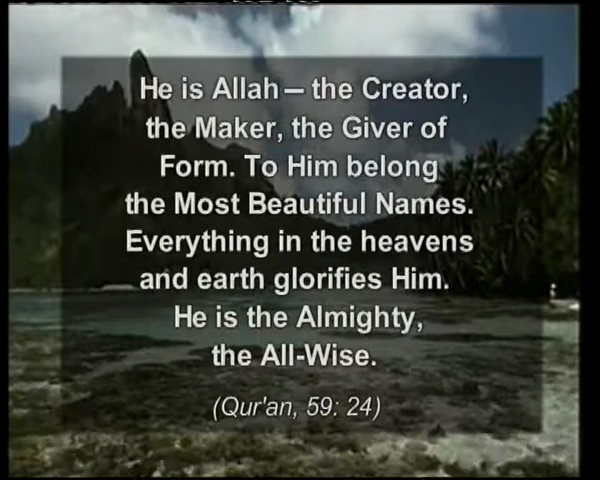 He is Allah – the Creator,
the Maker, the Giver of
Form. To Him belong
the Most Beautiful Names.
Everything in the heavens
and earth glorifies Him.
He is the Almighty,
the All-Wise.
(Qur'an, 59: 24)